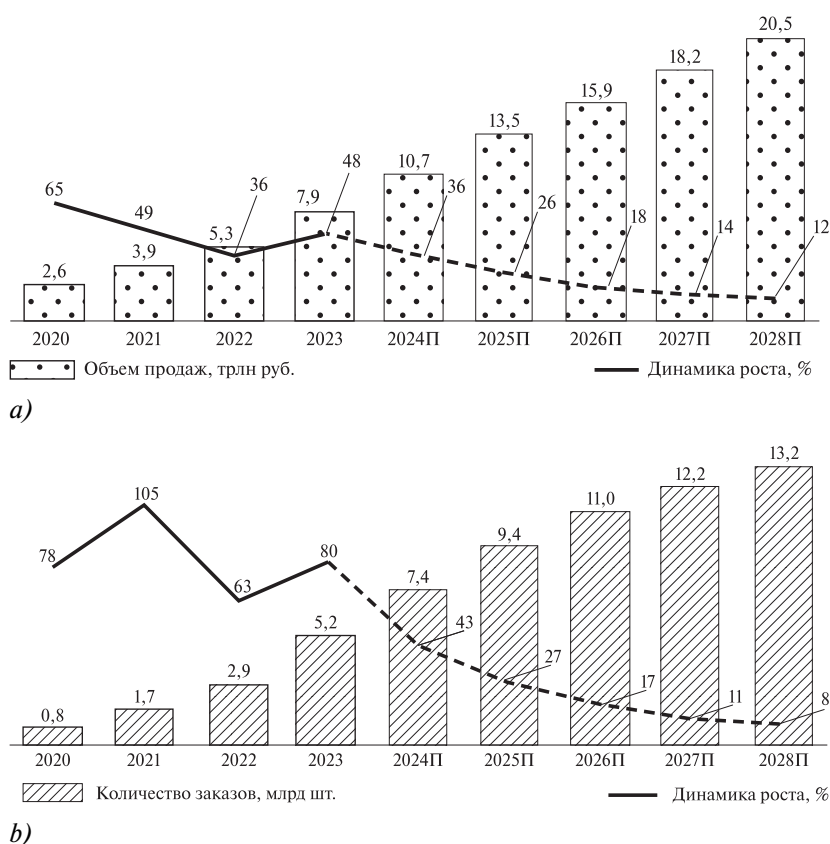 20,5
18,2
15,9
13,5
10,7
65 49 36 48 36 26 18 14 12
7,9
5,3
3,9
2,6
2020 2021 2022 2023 2024П 2025П 2026П 2027П 2028П
Объем продаж, трлн руб. Динамика роста, %
а)
13,2
12,2
11,0
9,4
7,4
78 105 63 80 43 27 17 11 8
5,2
2,9
1,7
0,8
2020 2021 2022 2023 2024П 2025П 2026П 2027П 2028П
Количество заказов, млрд шт. Динамика роста, %
b)